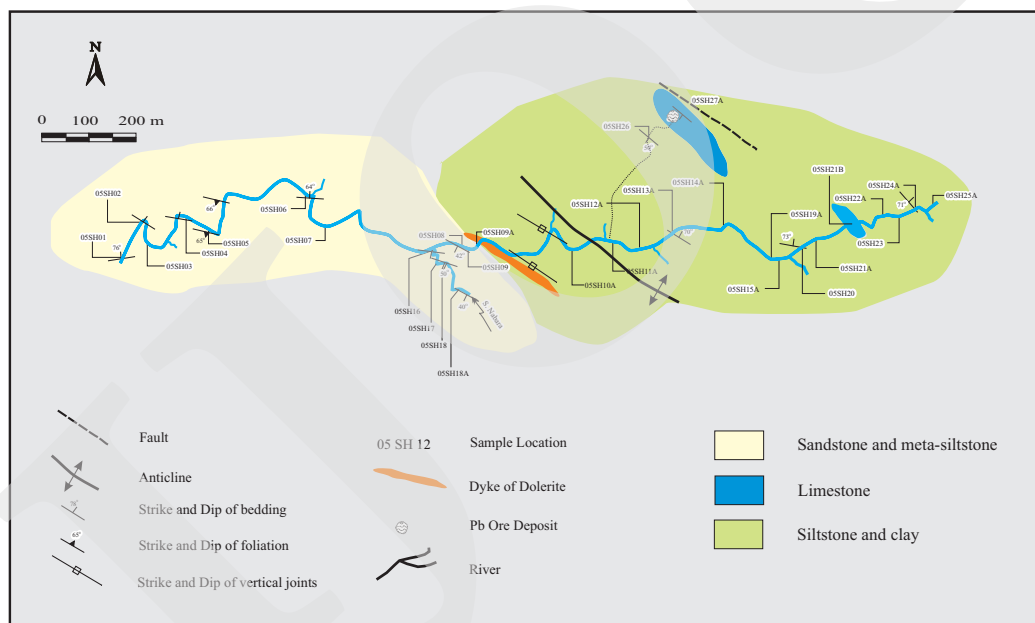 N
0 100 200 m
05SH27A
05SH26
58°
05SH21B
05SH24A
05SH02
64°
05SH13A
05SH14A
05SH22A
71°
05SH25A
66°
05SH06
05SH12A
05SH19A
05SH01
76°
65°
05SH05
05SH08
05SH09A
70°
73°
05SH23
05SH04
05SH07
42°
05SH03
05SH09
05SH11A
05SH21A
05SH10A
05SH15A
05SH20
05SH16
40°
S. Nabara
05SH17
05SH18
05SH18A
Fault
Anticline
76°
Strike and Dip of bedding
65°
Strike and Dip of foliation
Strike and Dip of vertical joints
05 SH 12
Sample Location
Dyke of Dolerite
Pb Ore Deposit
River
Sandstone and meta-siltstone
Limestone
Siltstone and clay